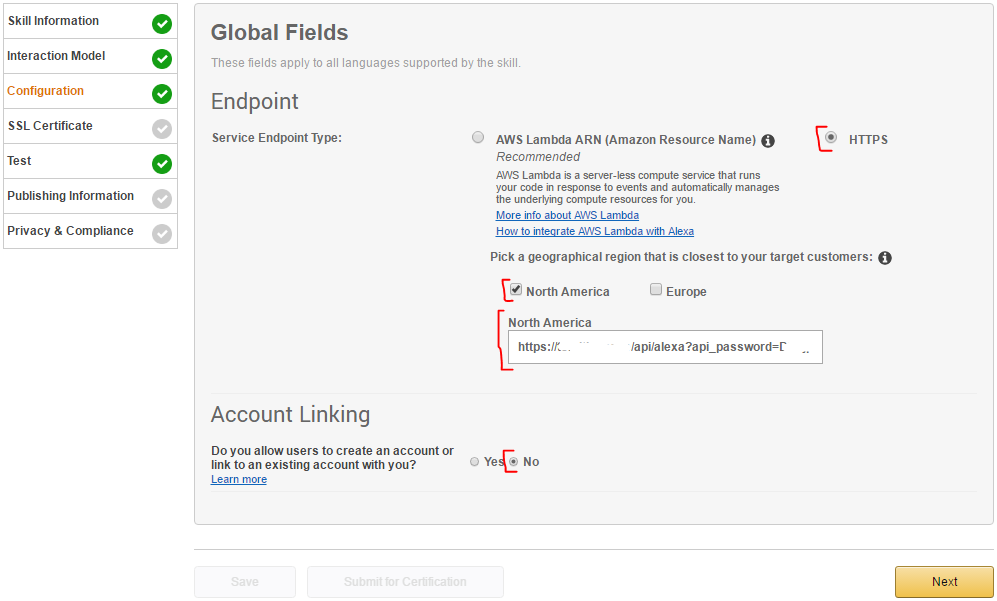 Skill Information
Interaction Model
Configuration
SSL Certificate
Test
Publishing Information
Privacy & Compliance
Global Fields
These fields apply to all languages supported by the skill.
Endpoint
Service Endpoint Type:
AWS Lambda ARN (Amazon Resource Name)
HTTPS
Recommended
AWS Lambda is a server-less compute service that runs
your code in response to events and automatically manages
the underlying compute resources for you.
More info about AWS Lambda
How to integrate AWS Lambda with Alexa
Pick a geographical region that is closest to your target customers:
North America
Europe
North America
https:// /api/alexa?api_password=
Account Linking
Do you allow users to create an account or
link to an existing account with you?
Yes
No
Learn more
Save
Submit for Certification
Next